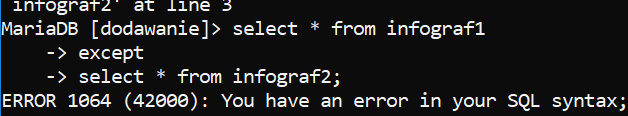 infograf2' at line 3
MariaDB [dodawanie]> select * from infograf1
    -> except
    -> select * from infograf2;
ERROR 1064 (42000): You have an error in your SQL syntax;